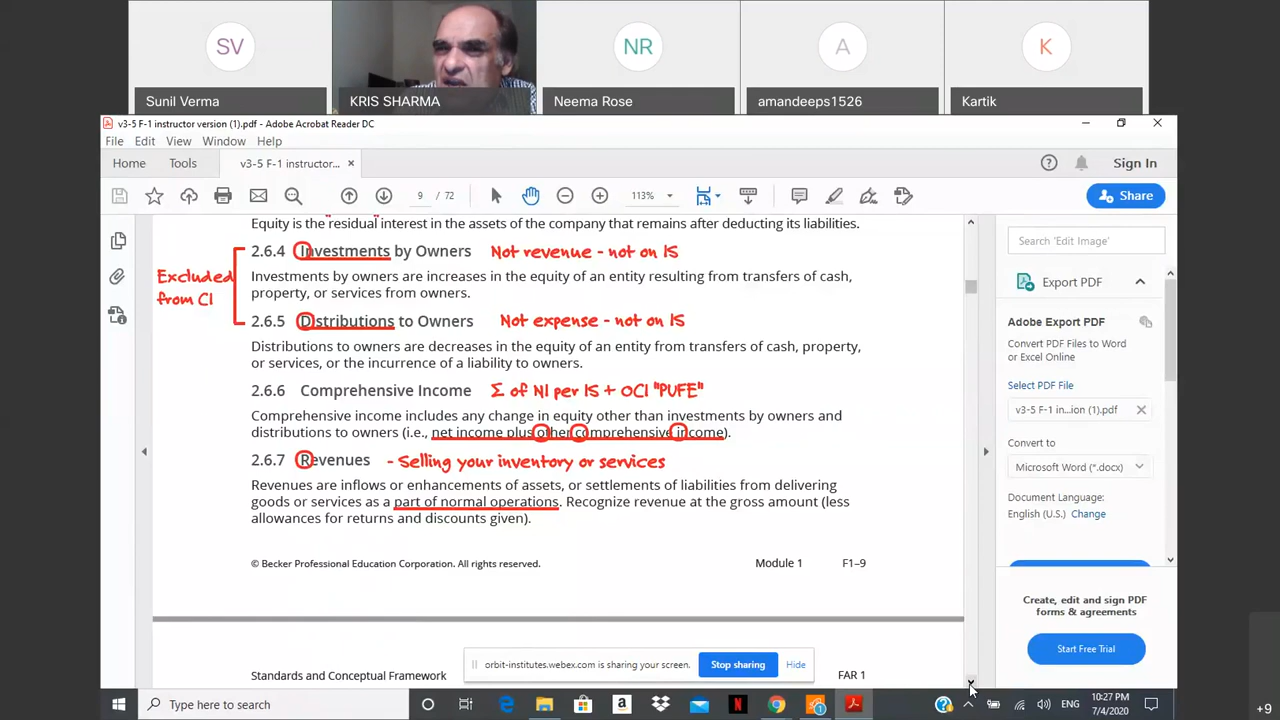 SV
NR
A
K
Sunil Verma
KRIS SHARMA
Neema Rose
amandeeps1526
Kartik
v3-5 F-1 instructor version (1).pdf - Adobe Acrobat Reader DC
File Edit View Window Help
Home Tools v3-5 F-1 instructor... × Sign In
9 / 72 113% Share
Equity is the "residual" interest in the assets of the company that remains after deducting its liabilities.
2.6.4 Investments by Owners Not revenue - not on IS
Excluded from CI
Investments by owners are increases in the equity of an entity resulting from transfers of cash,
property, or services from owners.
2.6.5 Distributions to Owners Not expense - not on IS
Distributions to owners are decreases in the equity of an entity from transfers of cash, property,
or services, or the incurrence of a liability to owners.
2.6.6 Comprehensive Income Σ of NI per IS + OCI "PUFE"
Comprehensive income includes any change in equity other than investments by owners and
distributions to owners (i.e., net income plus other comprehensive income).
2.6.7 Revenues - Selling your inventory or services
Revenues are inflows or enhancements of assets, or settlements of liabilities from delivering
goods or services as a part of normal operations. Recognize revenue at the gross amount (less
allowances for returns and discounts given).
© Becker Professional Education Corporation. All rights reserved. Module 1 F1–9
Standards and Conceptual Framework FAR 1
Search 'Edit Image'
Export PDF
Adobe Export PDF
Convert PDF Files to Word
or Excel Online
Select PDF File
v3-5 F-1 in...ion (1).pdf
Convert to
Microsoft Word (*.docx)
Document Language:
English (U.S.) Change
Create, edit and sign PDF
forms & agreements
Start Free Trial
orbit-institutes.webex.com is sharing your screen. Stop sharing Hide
Type here to search
ENG
10:27 PM
7/4/2020
+9